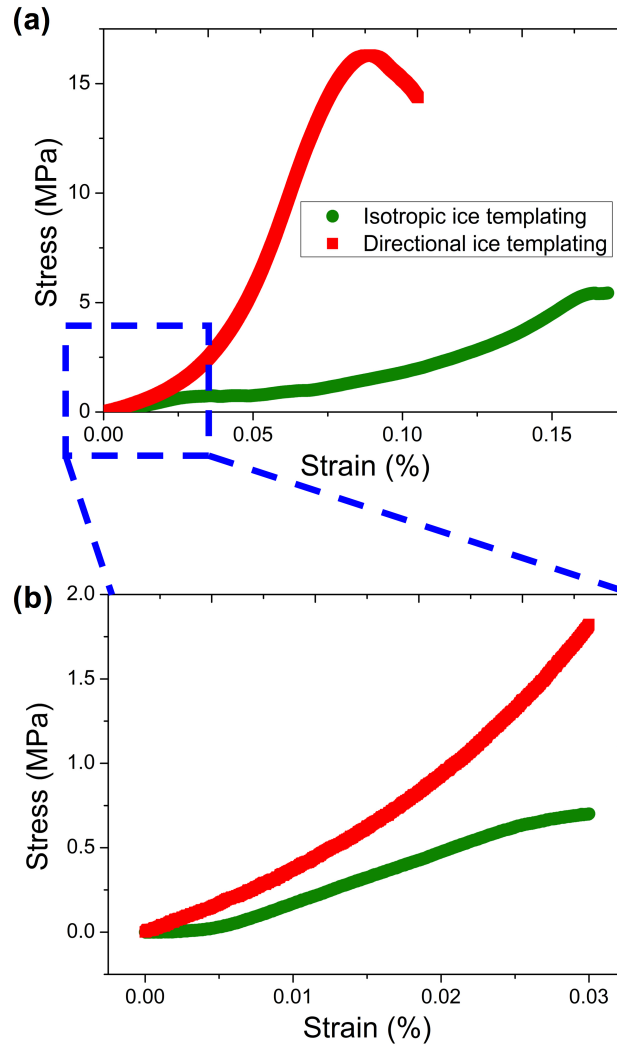 (a)
Stress (MPa)
15
10
5
0
Isotropic ice templating
Directional ice templating
0.00
0.05
0.10
0.15
Strain (%)
(b)
Stress (MPa)
2.0
1.5
1.0
0.5
0.0
0.00
0.01
0.02
0.03
Strain (%)